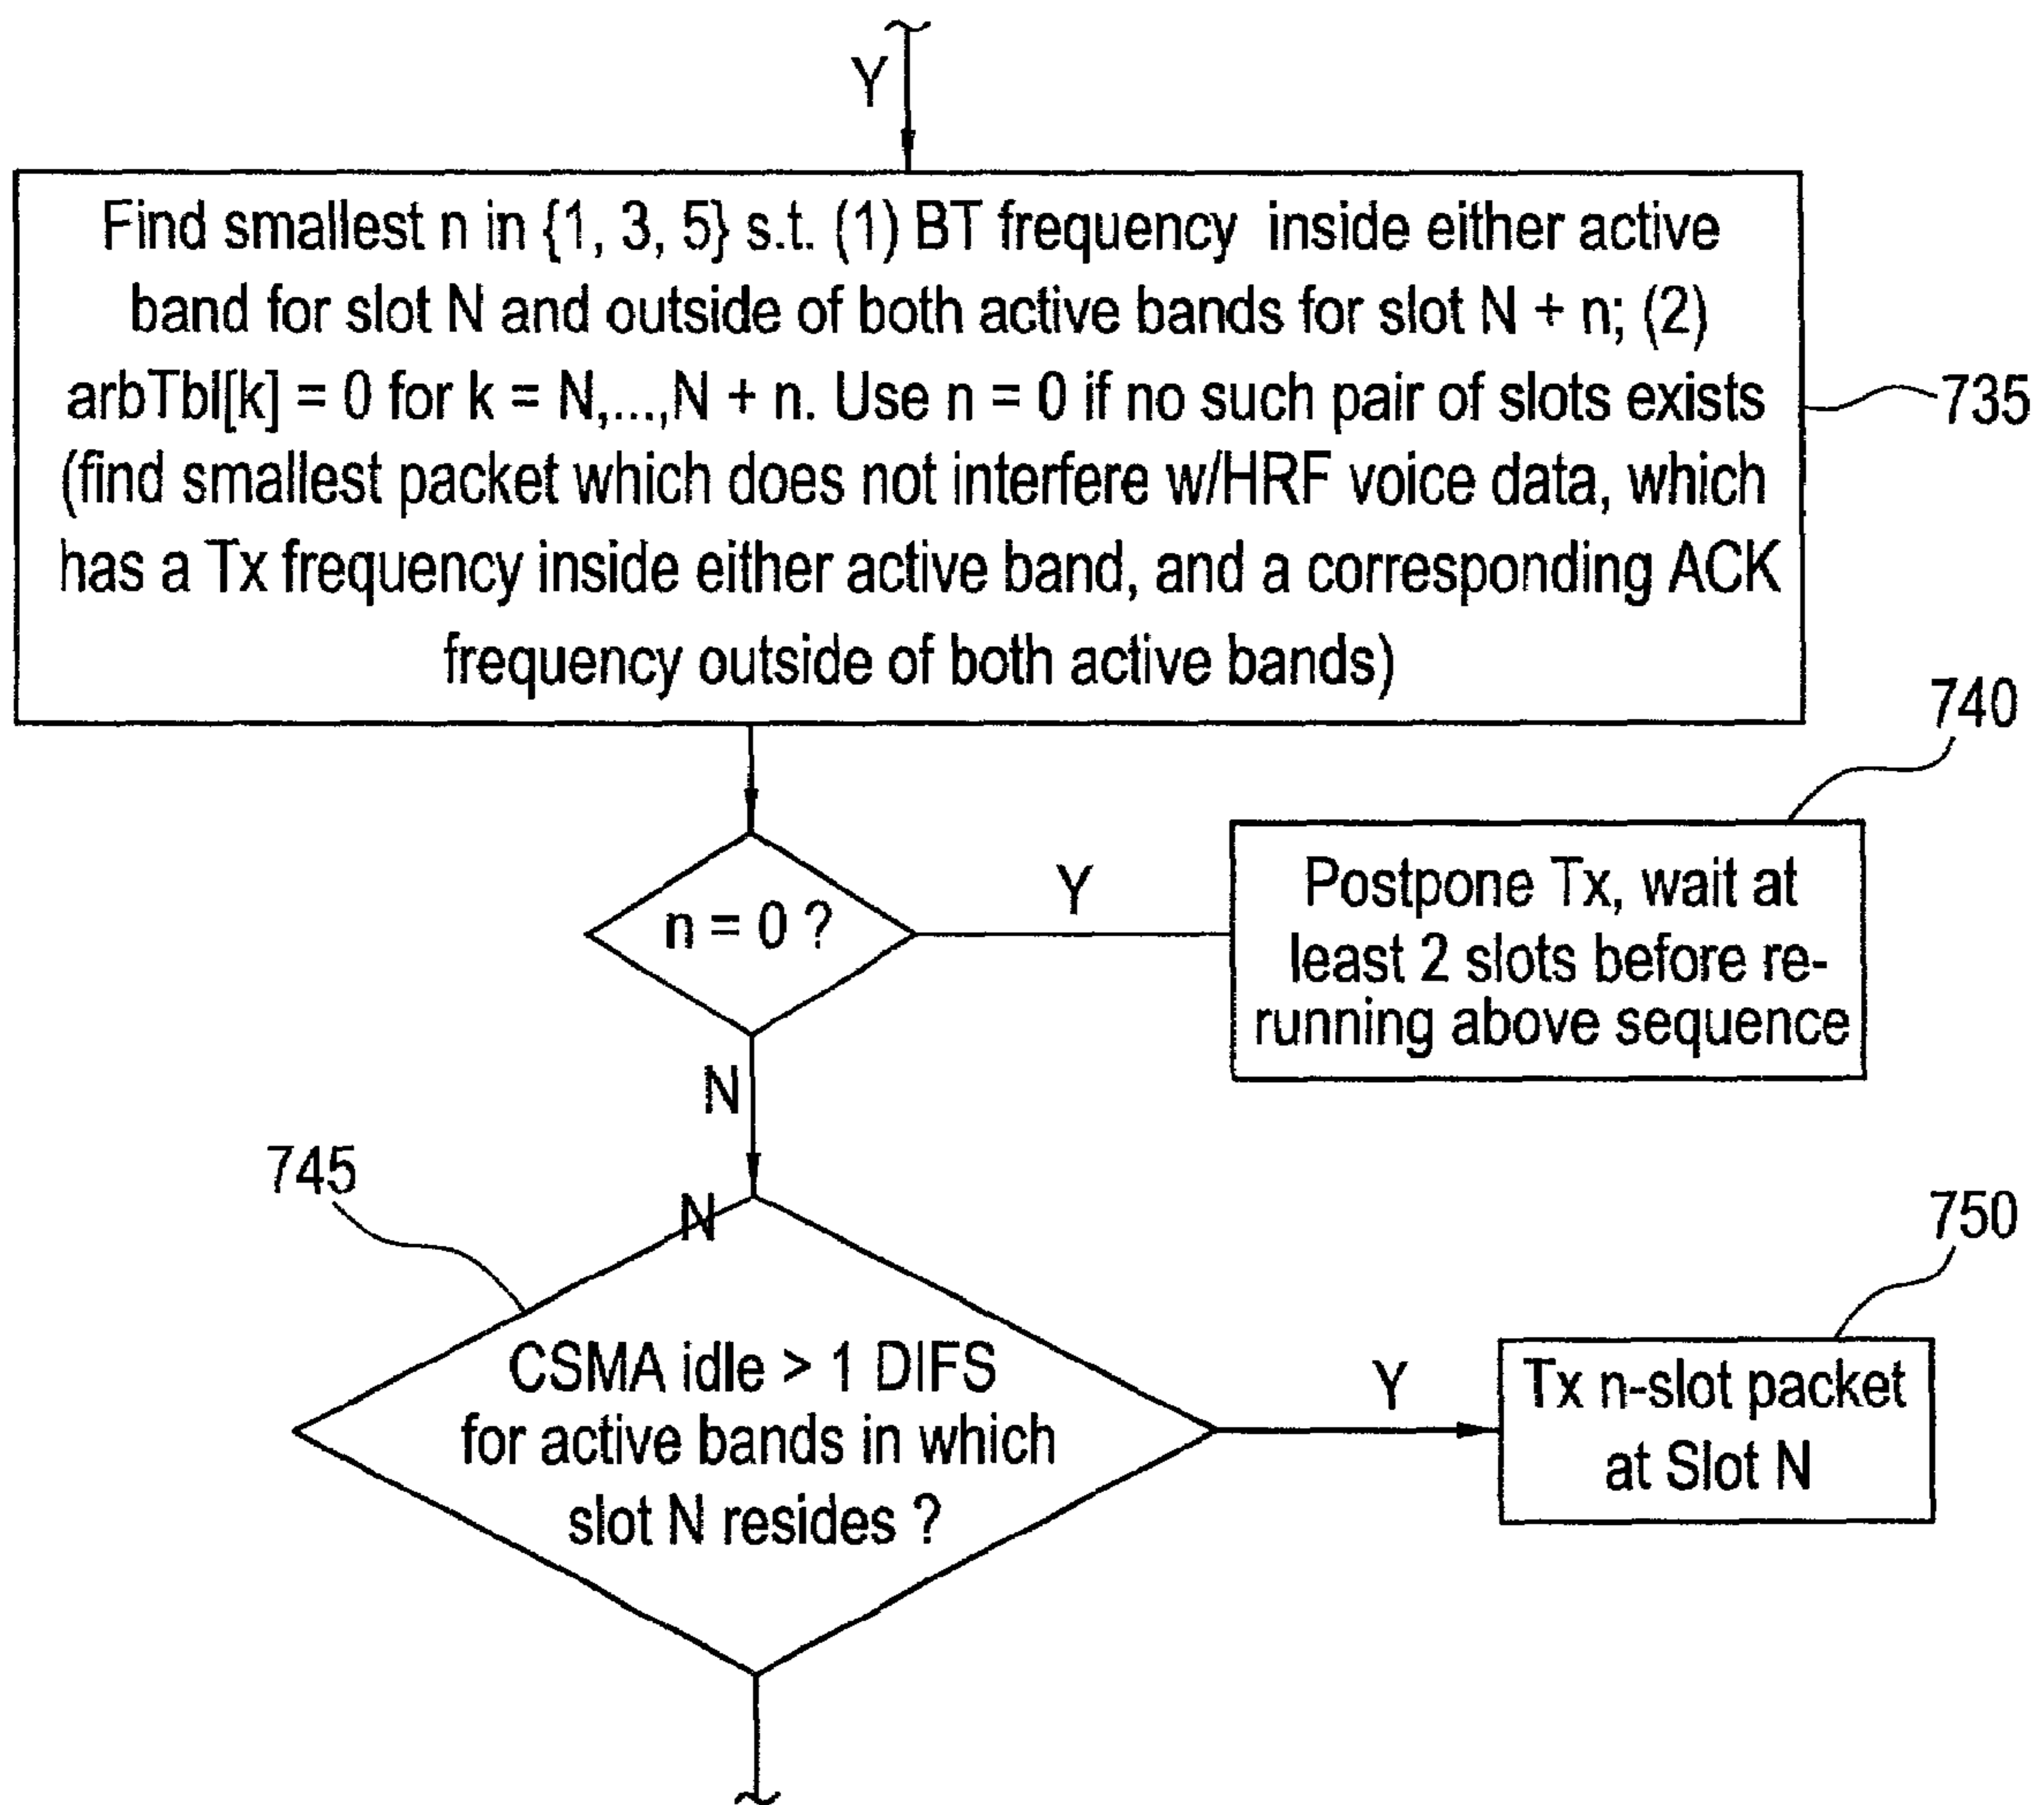 Y
Find smallest n in {1, 3, 5} s.t. (1) BT frequency inside either active
band for slot N and outside of both active bands for slot N + n; (2)
arbTbl[k] = 0 for k = N,...,N + n. Use n = 0 if no such pair of slots exists
(find smallest packet which does not interfere w/HRF voice data, which
has a Tx frequency inside either active band, and a corresponding ACK
frequency outside of both active bands)
735
740
n = 0 ?
Y
Postpone Tx, wait at
least 2 slots before re-
running above sequence
N
745
N
750
CSMA idle > 1 DIFS
for active bands in which
slot N resides ?
Y
Tx n-slot packet
at Slot N